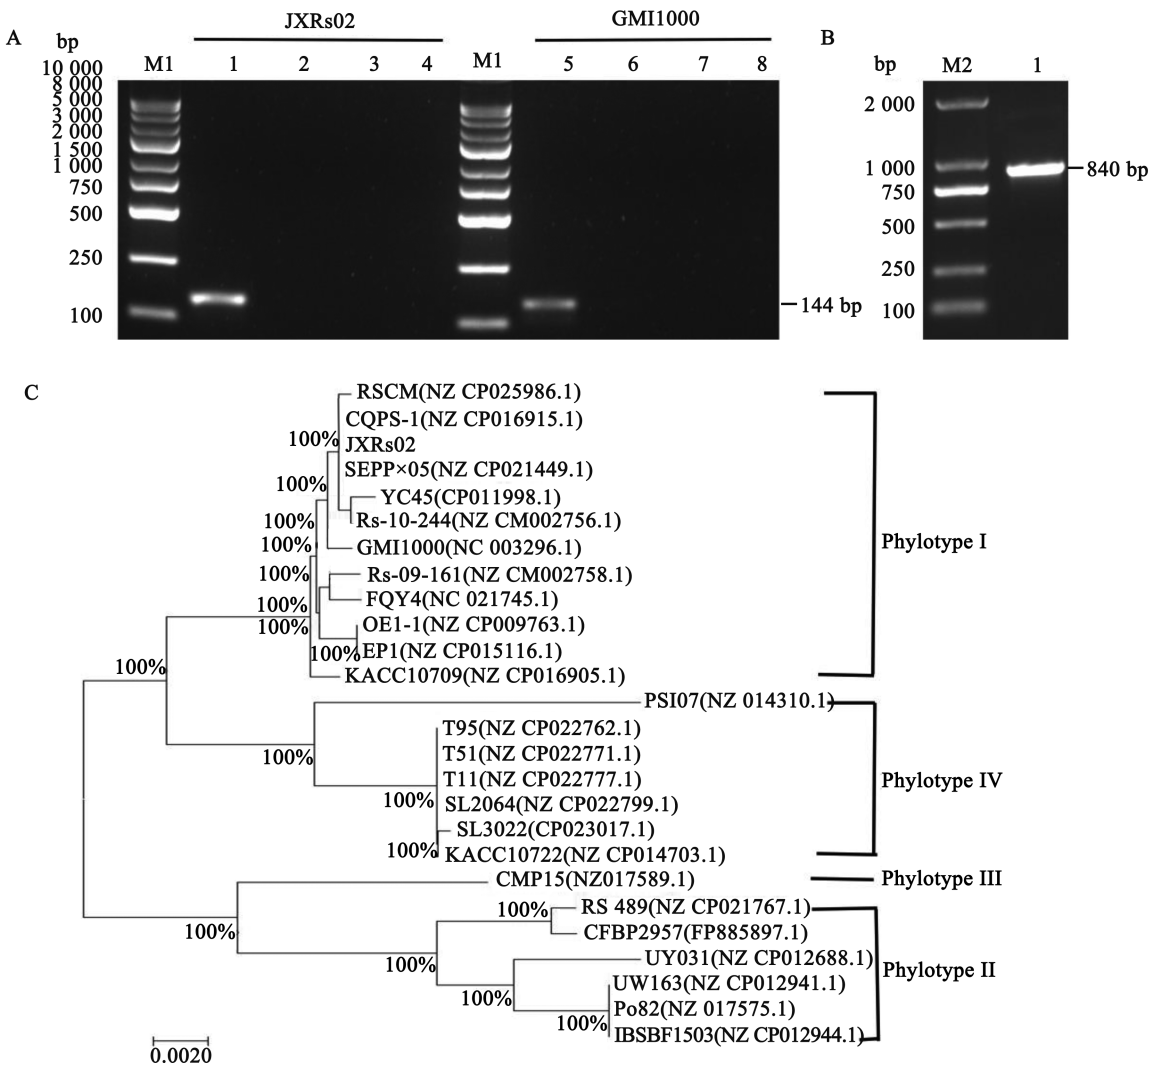 JXRs02
GMI1000
A
B
bp
M1 1 2 3 4 M1 5 6 7 8
bp M2 1
10 000
8 000
5 000
3 000
2 000
1 500
1 000
750
500
250
100
144 bp
2 000
1 000
750
500
250
100
840 bp
C
RSCM(NZ CP025986.1)
CQPS-1(NZ CP016915.1)
100% JXRs02
SEPP×05(NZ CP021449.1)
100%
YC45(CP011998.1)
100% Rs-10-244(NZ CM002756.1)
100% GMI1000(NC 003296.1)
Phylotype I
100% Rs-09-161(NZ CM002758.1)
100% FQY4(NC 021745.1)
100% OE1-1(NZ CP009763.1)
100% EP1(NZ CP015116.1)
100% KACC10709(NZ CP016905.1)
PSI07(NZ 014310.1)
T95(NZ CP022762.1)
100% T51(NZ CP022771.1)
T11(NZ CP022777.1)
Phylotype IV
100% SL2064(NZ CP022799.1)
SL3022(CP023017.1)
100% KACC10722(NZ CP014703.1)
CMP15(NZ017589.1)
Phylotype III
100% RS 489(NZ CP021767.1)
100% CFBP2957(FP885897.1)
100% UY031(NZ CP012688.1)
Phylotype II
UW163(NZ CP012941.1)
100% Po82(NZ 017575.1)
100% IBSBF1503(NZ CP012944.1)
0.0020